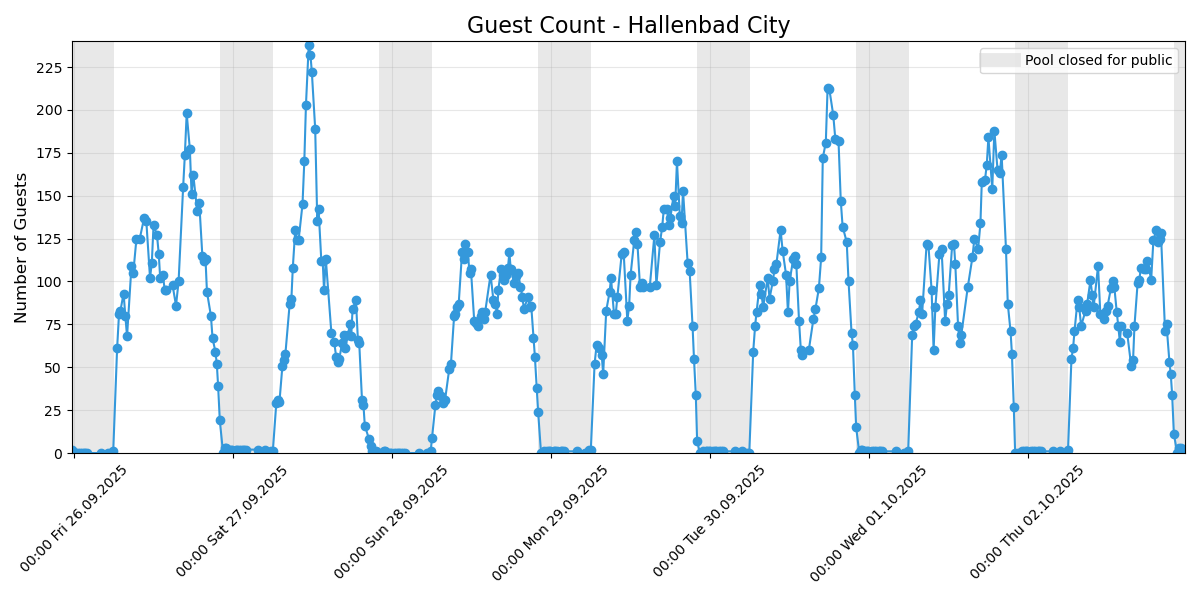 Guest Count - Hallenbad City
Pool closed for public
Number of Guests
225
200
175
150
125
100
75
50
25
0
00:00 Fri 26.09.2025
00:00 Sat 27.09.2025
00:00 Sun 28.09.2025
00:00 Mon 29.09.2025
00:00 Tue 30.09.2025
00:00 Wed 01.10.2025
00:00 Thu 02.10.2025